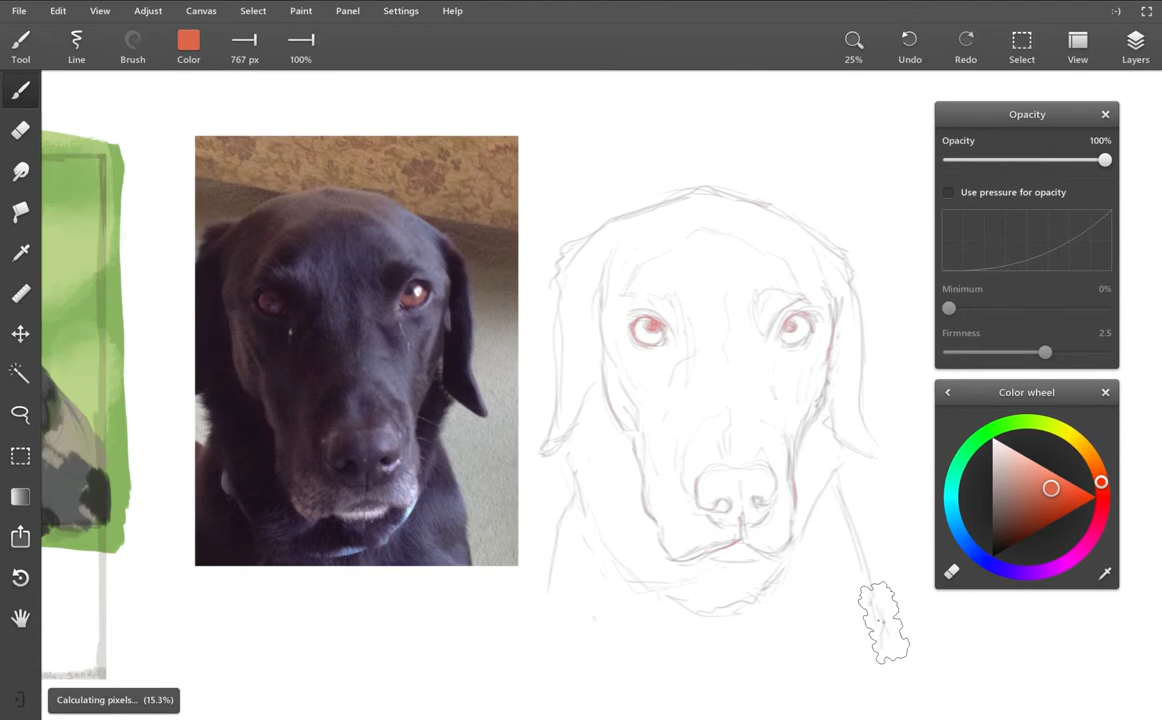 File Edit View Adjust Canvas Select Paint Panel Settings Help :-)
Tool Line Brush Color 767 px 100% 25% Undo Redo Select View Layers
Opacity
Opacity 100%
Use pressure for opacity
Minimum 0%
Firmness 2.5
Color wheel
Calculating pixels... (15.3%)